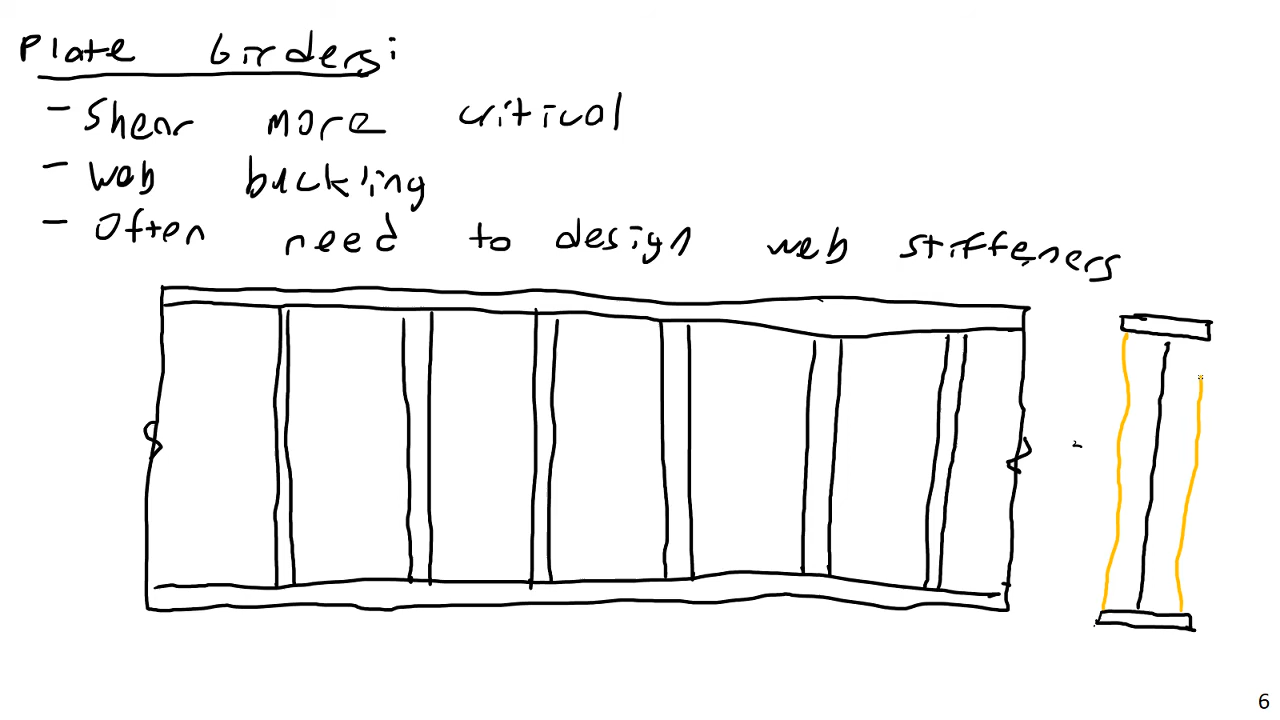 Plate Girders:
- Shear more critical
- Web buckling
- Often need to design web stiffeners
6